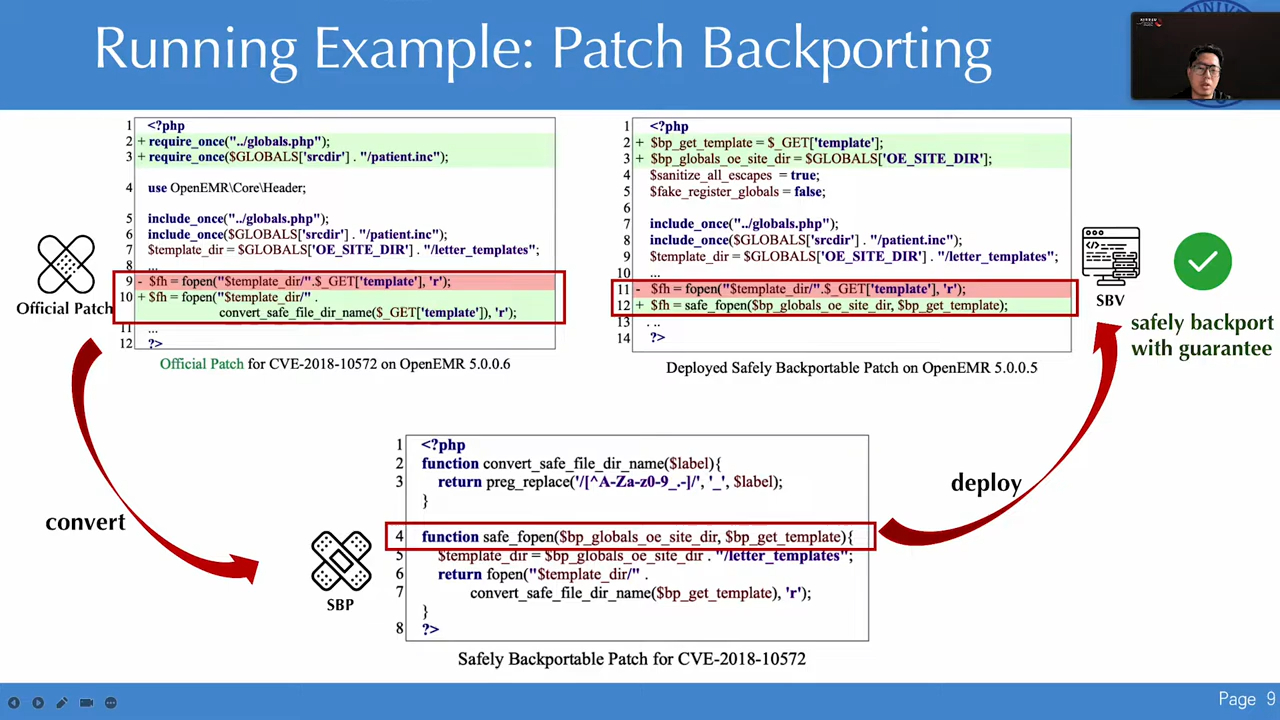 Running Example: Patch Backporting
1 <?php
2 + require_once("../globals.php");
3 + require_once($GLOBALS['srcdir'] . "/patient.inc");
4 use OpenEMR\Core\Header;
5 include_once("../globals.php");
6 include_once($GLOBALS['srcdir'] . "/patient.inc");
7 $template_dir = $GLOBALS['OE_SITE_DIR'] . "/letter_templates";
8 ...
9 - $fh = fopen("$template_dir/".$_GET['template'], 'r');
10 + $fh = fopen("$template_dir/" .
convert_safe_file_dir_name($_GET['template']), 'r');
11 ...
12 ?>
Official Patch
Official Patch for CVE-2018-10572 on OpenEMR 5.0.0.6
1 <?php
2 + $bp_get_template = $_GET['template'];
3 + $bp_globals_oe_site_dir = $GLOBALS['OE_SITE_DIR'];
4 $sanitize_all_escapes = true;
5 $fake_register_globals = false;
6
7 include_once("../globals.php");
8 include_once($GLOBALS['srcdir'] . "/patient.inc");
9 $template_dir = $GLOBALS['OE_SITE_DIR'] . "/letter_templates";
10 ...
11 - $fh = fopen("$template_dir/".$_GET['template'], 'r');
12 + $fh = safe_fopen($bp_globals_oe_site_dir, $bp_get_template);
13 . ..
14 ?>
Deployed Safely Backportable Patch on OpenEMR 5.0.0.5
SBV
safely backport
with guarantee
convert
deploy
SBP
1 <?php
2 function convert_safe_file_dir_name($label){
3 return preg_replace('/[^A-Za-z0-9_.-]/', '_', $label);
}
4 function safe_fopen($bp_globals_oe_site_dir, $bp_get_template){
5 $template_dir = $bp_globals_oe_site_dir . "/letter_templates";
6 return fopen("$template_dir/" .
7 convert_safe_file_dir_name($bp_get_template), 'r');
}
8 ?>
Safely Backportable Patch for CVE-2018-10572
Page 9